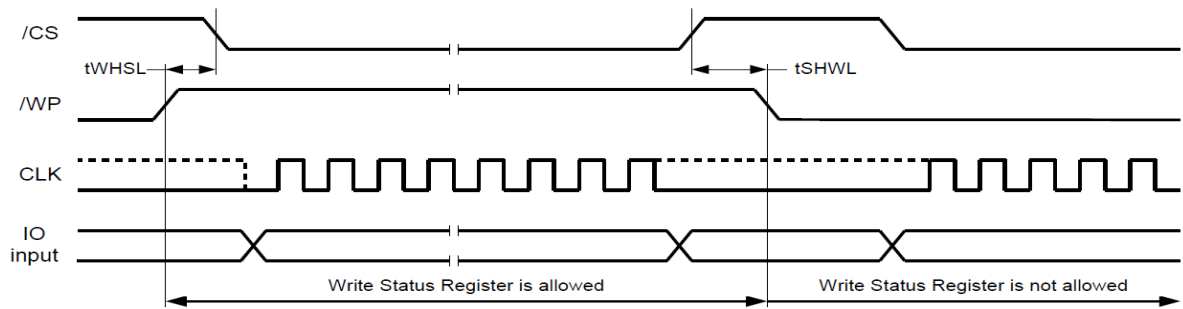 /CS
tWHSL
tSHWL
/WP
CLK
IO
input
Write Status Register is allowed
Write Status Register is not allowed